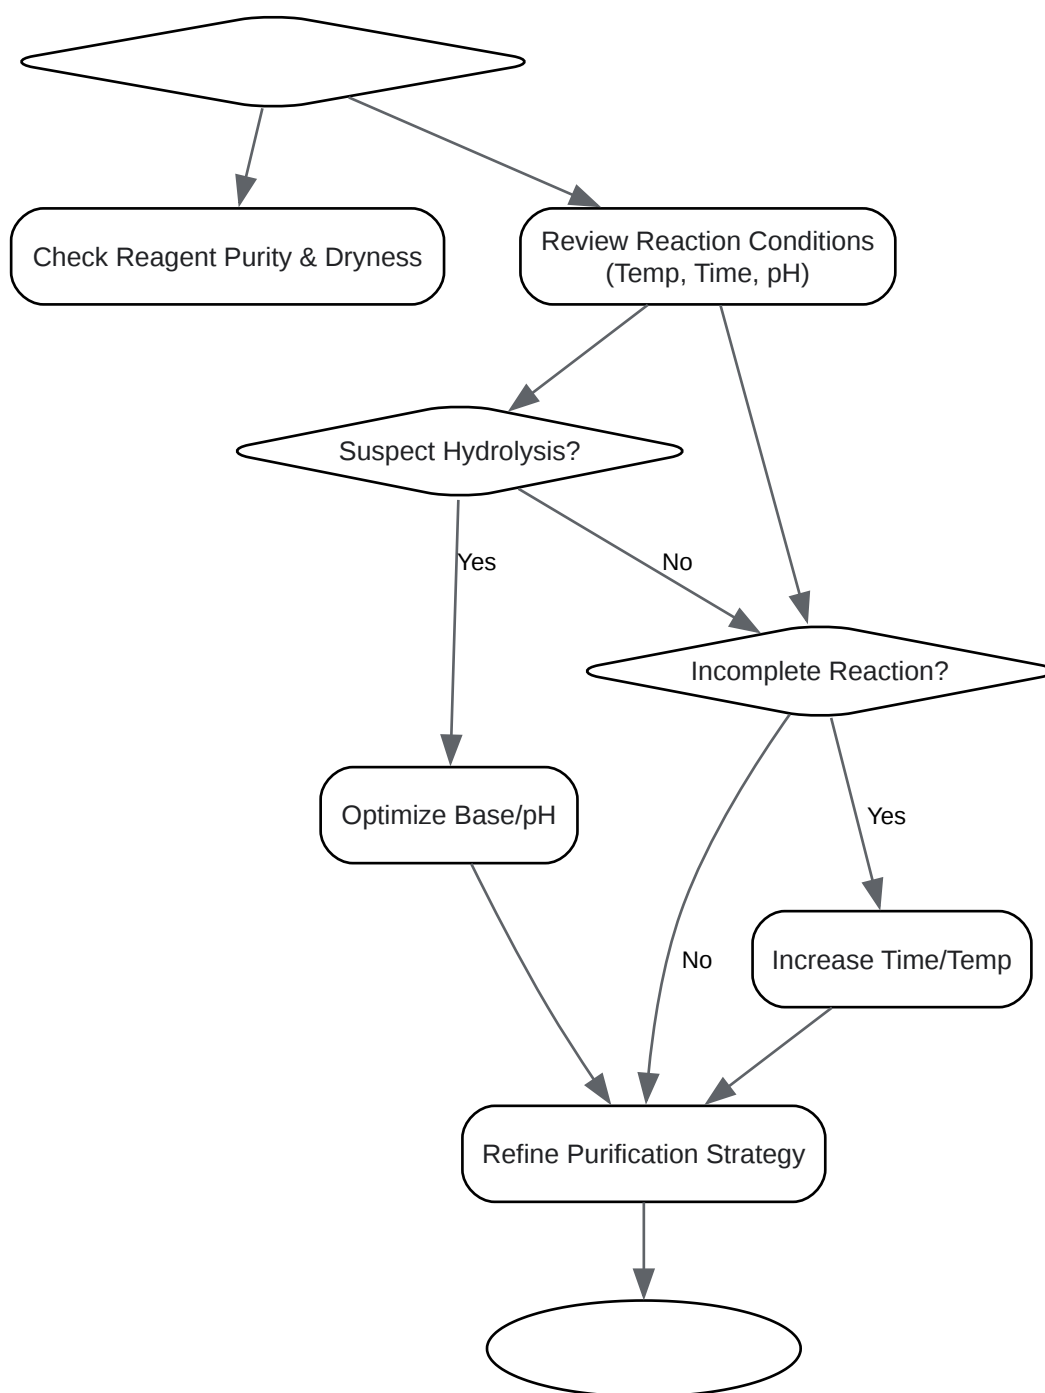 Check Reagent Purity & Dryness
Review Reaction Conditions
(Temp, Time, pH)
Suspect Hydrolysis?
Yes
No
Incomplete Reaction?
Optimize Base/pH
Yes
No
Increase Time/Temp
Refine Purification Strategy